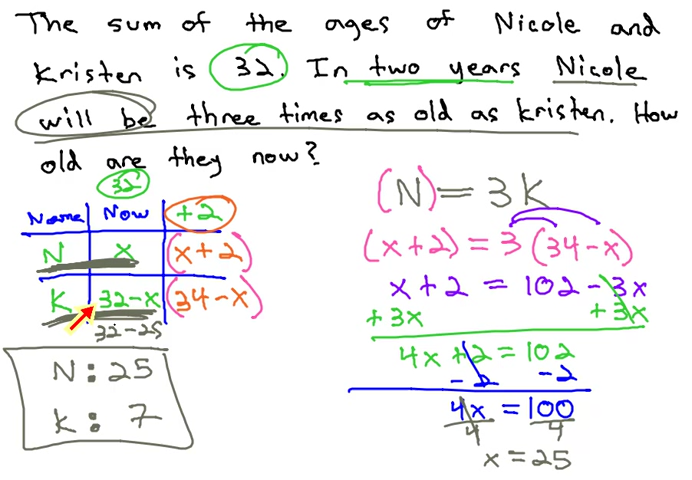 The sum of the ages of Nicole and
Kristen is 32. In two years Nicole
will be three times as old as Kristen. How
old are they now?
32
Name Now +2
N x (x+2)
K 32-x (34-x)
32-25
N: 25
K: 7
(N) = 3K
(x+2) = 3(34-x)
x+2 = 102-3x
+3x +3x
4x+2 = 102
-2 -2
4x = 100
4 4
x = 25